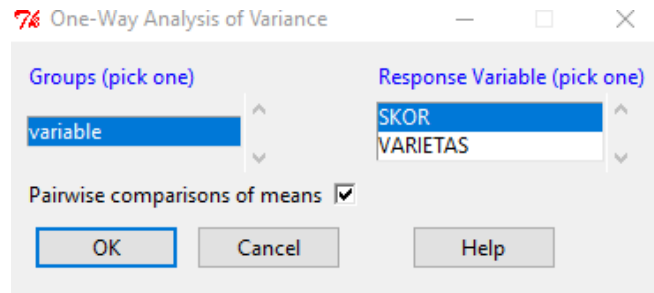 One-Way Analysis of Variance
Groups (pick one) Response Variable (pick one)
variable
SKOR
VARIETAS
Pairwise comparisons of means
OK Cancel Help